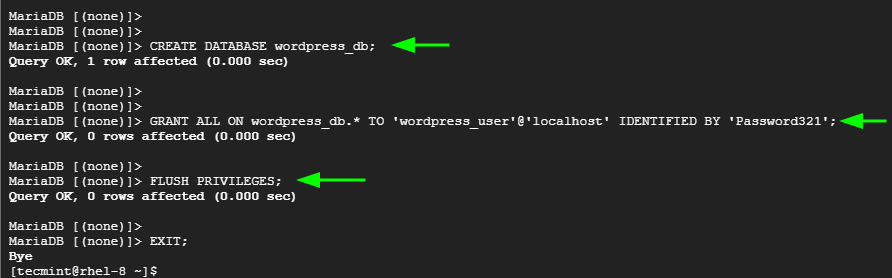 MariaDB [(none)]>
MariaDB [(none)]>
MariaDB [(none)]> CREATE DATABASE wordpress_db;
Query OK, 1 row affected (0.000 sec)
MariaDB [(none)]>
MariaDB [(none)]>
MariaDB [(none)]> GRANT ALL ON wordpress_db.* TO 'wordpress_user'@'localhost' IDENTIFIED BY 'Password321';
Query OK, 0 rows affected (0.000 sec)
MariaDB [(none)]>
MariaDB [(none)]> FLUSH PRIVILEGES;
Query OK, 0 rows affected (0.000 sec)
MariaDB [(none)]>
MariaDB [(none)]> EXIT;
Bye
[tecmint@rhel-8 ~]$